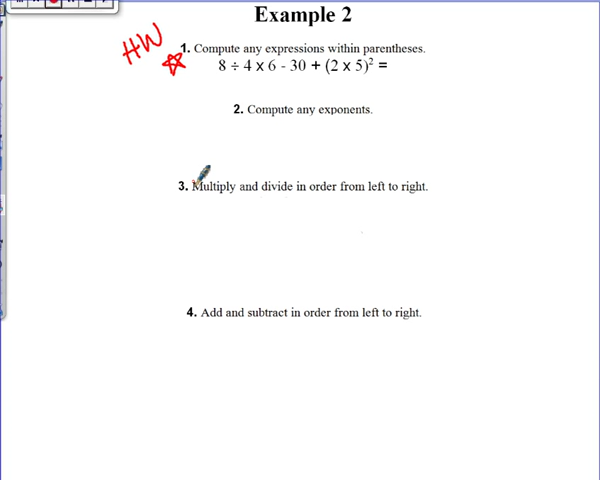 Example 2
HW
1. Compute any expressions within parentheses.
8 ÷ 4 x 6 - 30 + (2 x 5)² =
2. Compute any exponents.
3. Multiply and divide in order from left to right.
4. Add and subtract in order from left to right.